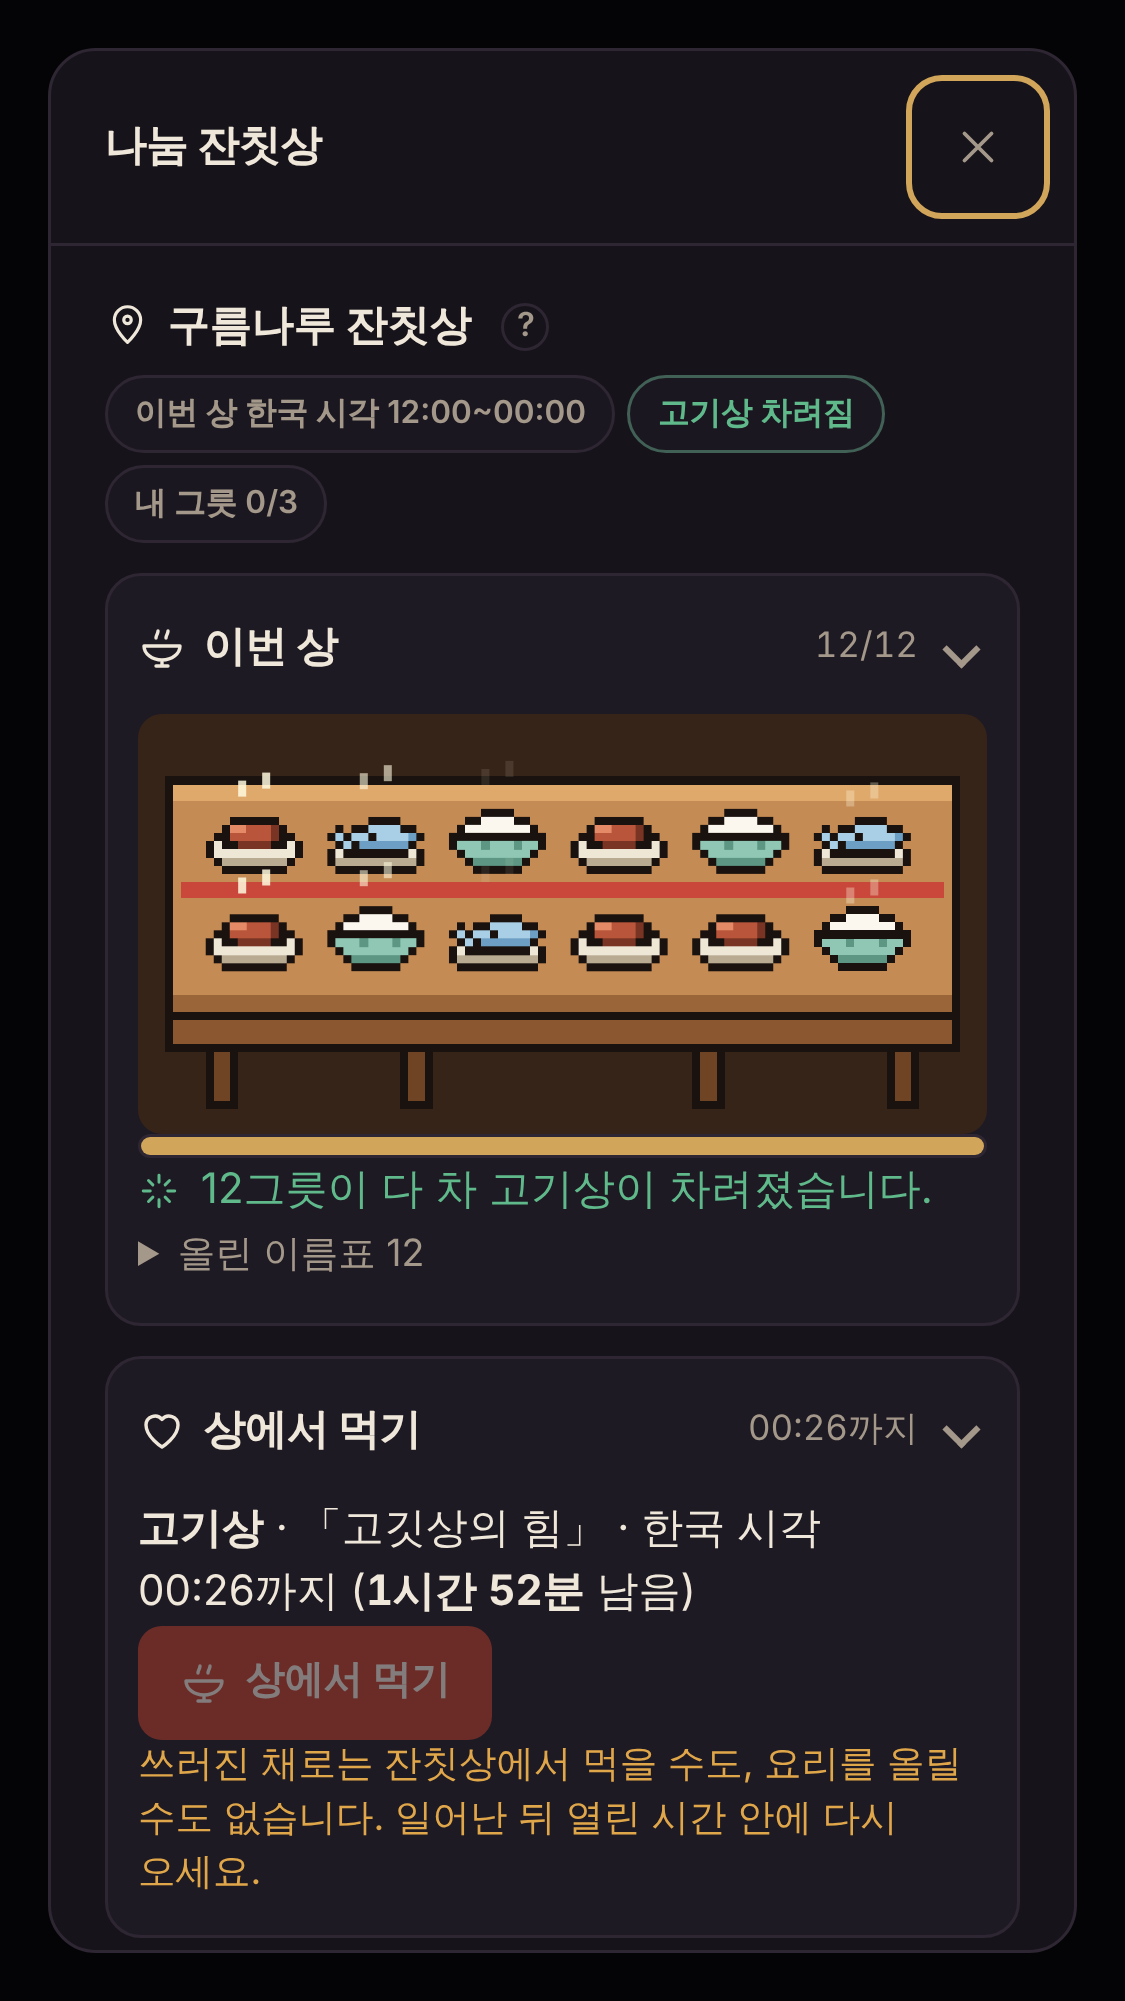 나눔 잔칫상
구름나루 잔칫상 ?
이번 상 한국 시각 12:00~00:00
고기상 차려짐
내 그릇 0/3
이번 상 12/12
12그릇이 다 차 고기상이 차려졌습니다.
▶ 올린 이름표 12
상에서 먹기 00:26까지
고기상 · 「고깃상의 힘」 · 한국 시각
00:26까지 (1시간 52분 남음)
상에서 먹기
쓰러진 채로는 잔칫상에서 먹을 수도, 요리를 올릴
수도 없습니다. 일어난 뒤 열린 시간 안에 다시
오세요.